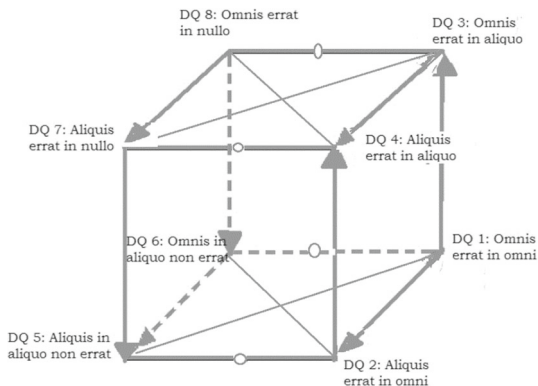 DQ 8: Omnis errat
in nullo
DQ 3: Omnis
errat in aliquo
DQ 7: Aliquis
errat in nullo
DQ 4: Aliquis
errat in aliquo
DQ 6: Omnis in
aliquo non errat
DQ 1: Omnis
errat in omni
DQ 5: Aliquis in
aliquo non errat
DQ 2: Aliquis
errat in omni